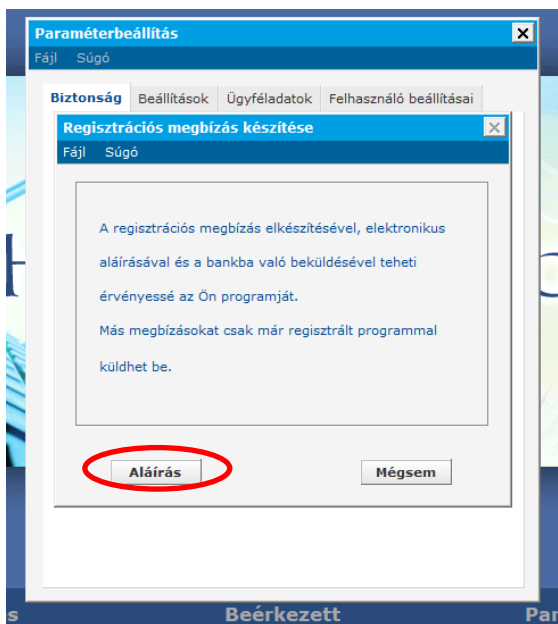 Paraméterbeállítás
Fájl Súgó
Biztonság Beállítások Ügyféladatok Felhasználó beállításai
Regisztrációs megbízás készítése
Fájl Súgó
A regisztrációs megbízás elkészítésével, elektronikus
aláírásával és a bankba való beküldésével teheti
érvényessé az Ön programját.
Más megbízásokat csak már regisztrált programmal
küldhet be.
Aláírás Mégsem
s Beérkezett Par